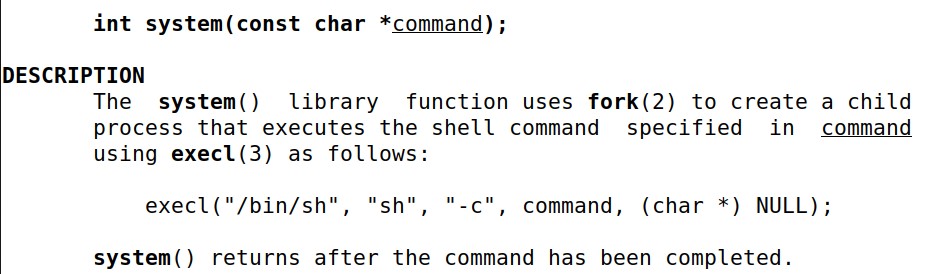 int system(const char *command);
DESCRIPTION
The system() library function uses fork(2) to create a child
process that executes the shell command specified in command
using execl(3) as follows:
execl("/bin/sh", "sh", "-c", command, (char *) NULL);
system() returns after the command has been completed.